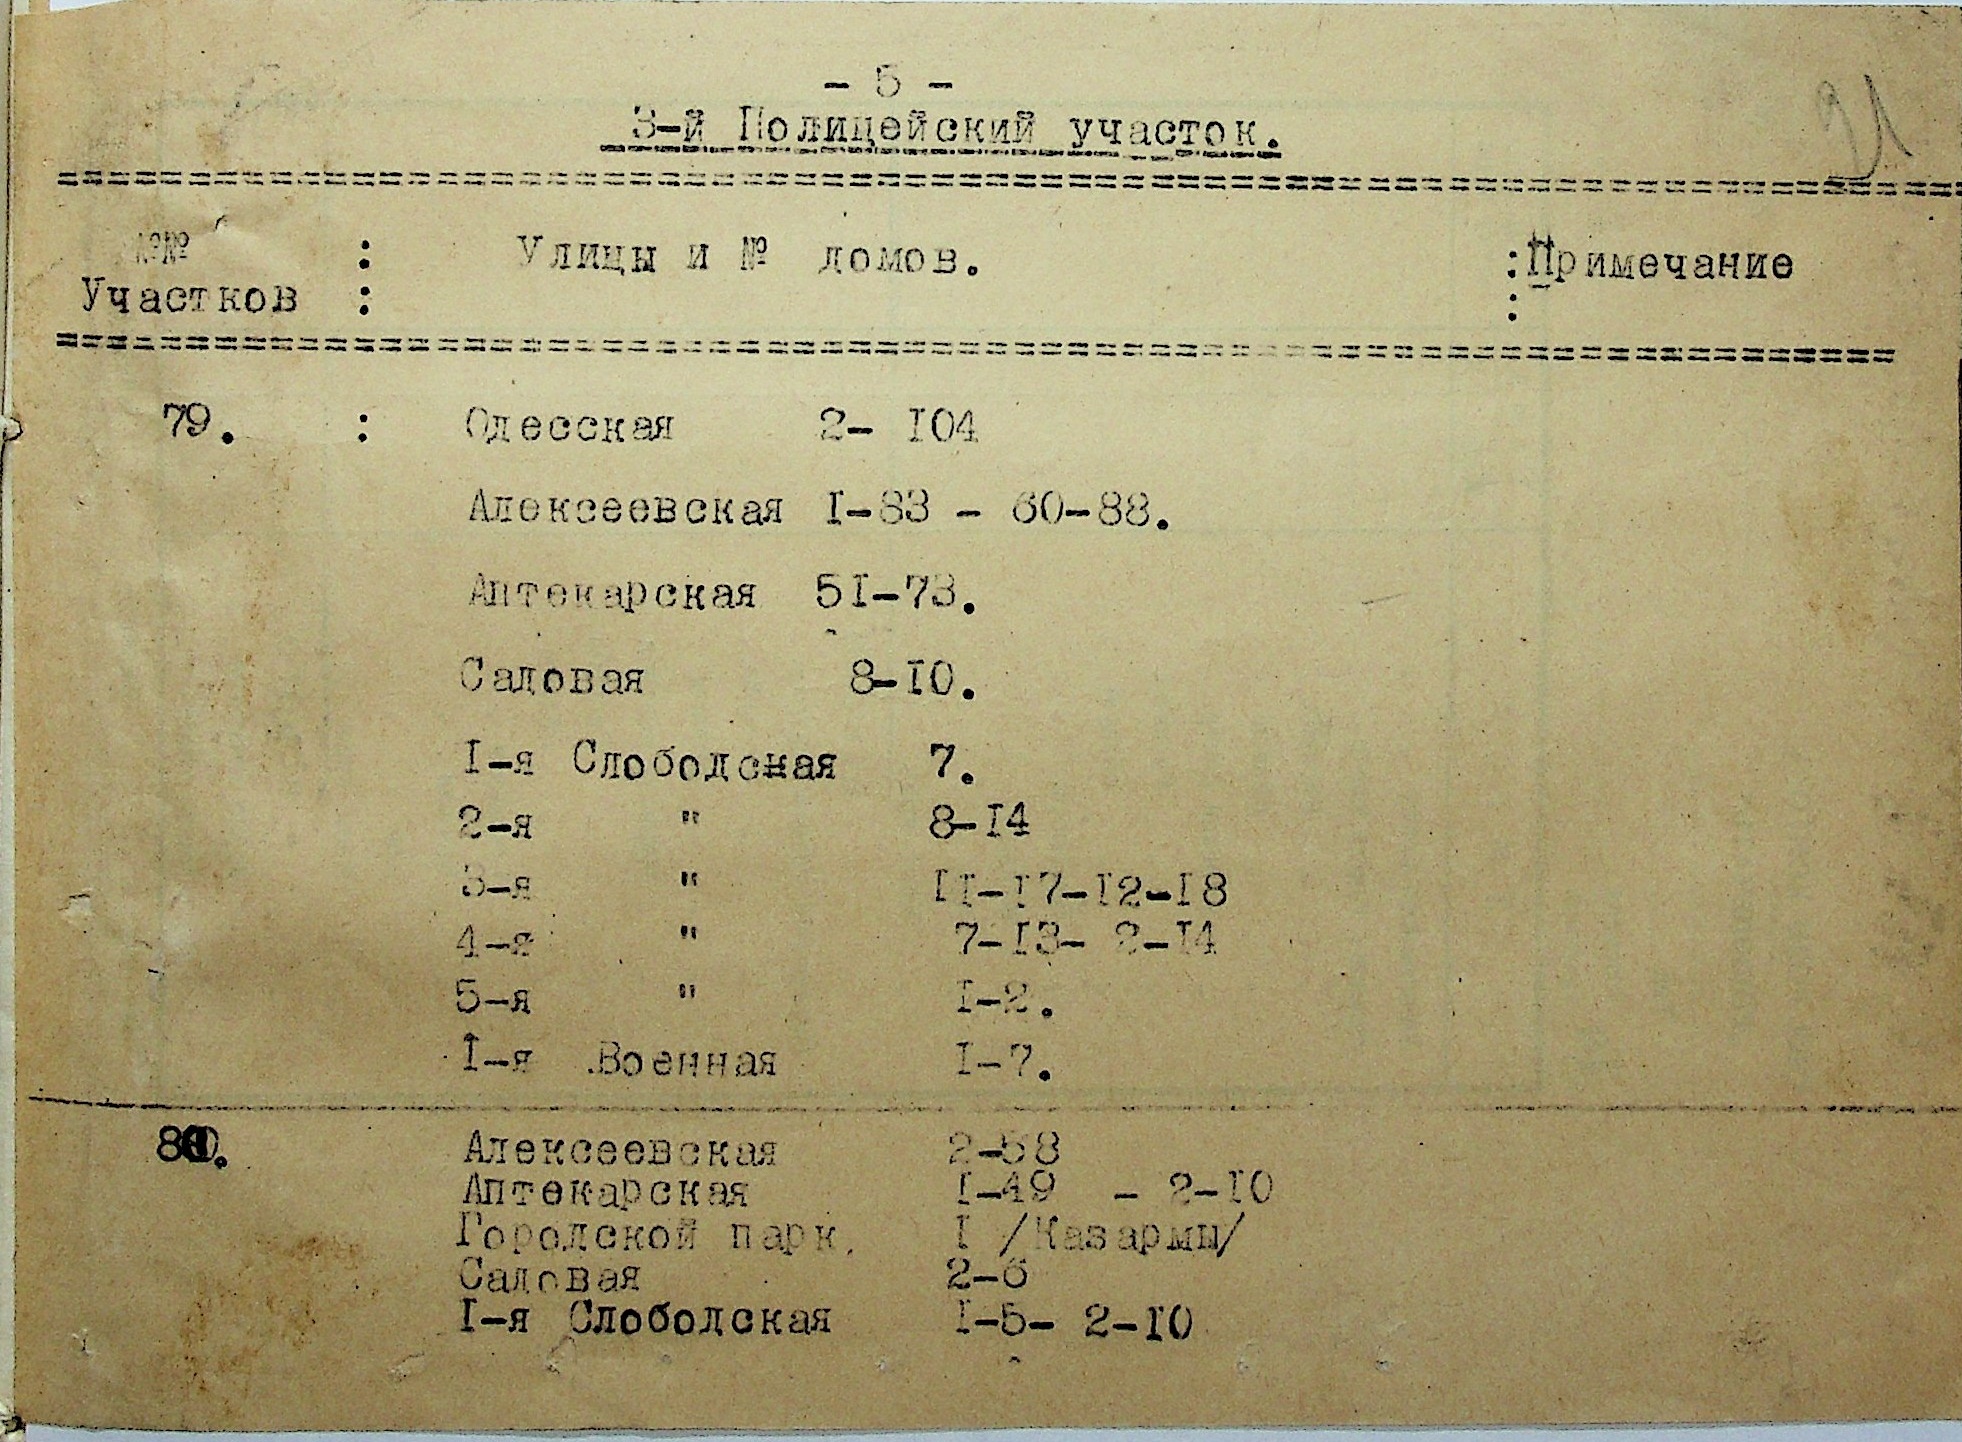 - 5 -
21
3-й Полицейский участок.
№№ : Улицы и № домов. : Примечание
Участков : :
79. : Одесская 2- I04
Алексеевская I-83 - 60-88.
Аптекарская 5I-73.
Садовая 8-I0.
I-я Слободская 7.
2-я " 8-I4
3-я " II-I7-I2-I8
4-я " 7-I3- 2-I4
5-я " I-2.
I-я Военная I-7.
80. Алексеевская 2-58
Аптекарская I-49 - 2-I0
Городской парк. I /Казармы/
Садовая 2-6
I-я Слободская I-5- 2-I0